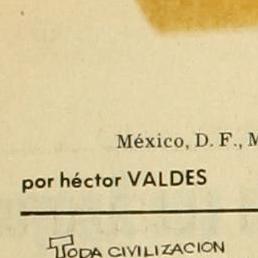 México, D. F.,
por héctor VALDES
TODA CIVILIZACION